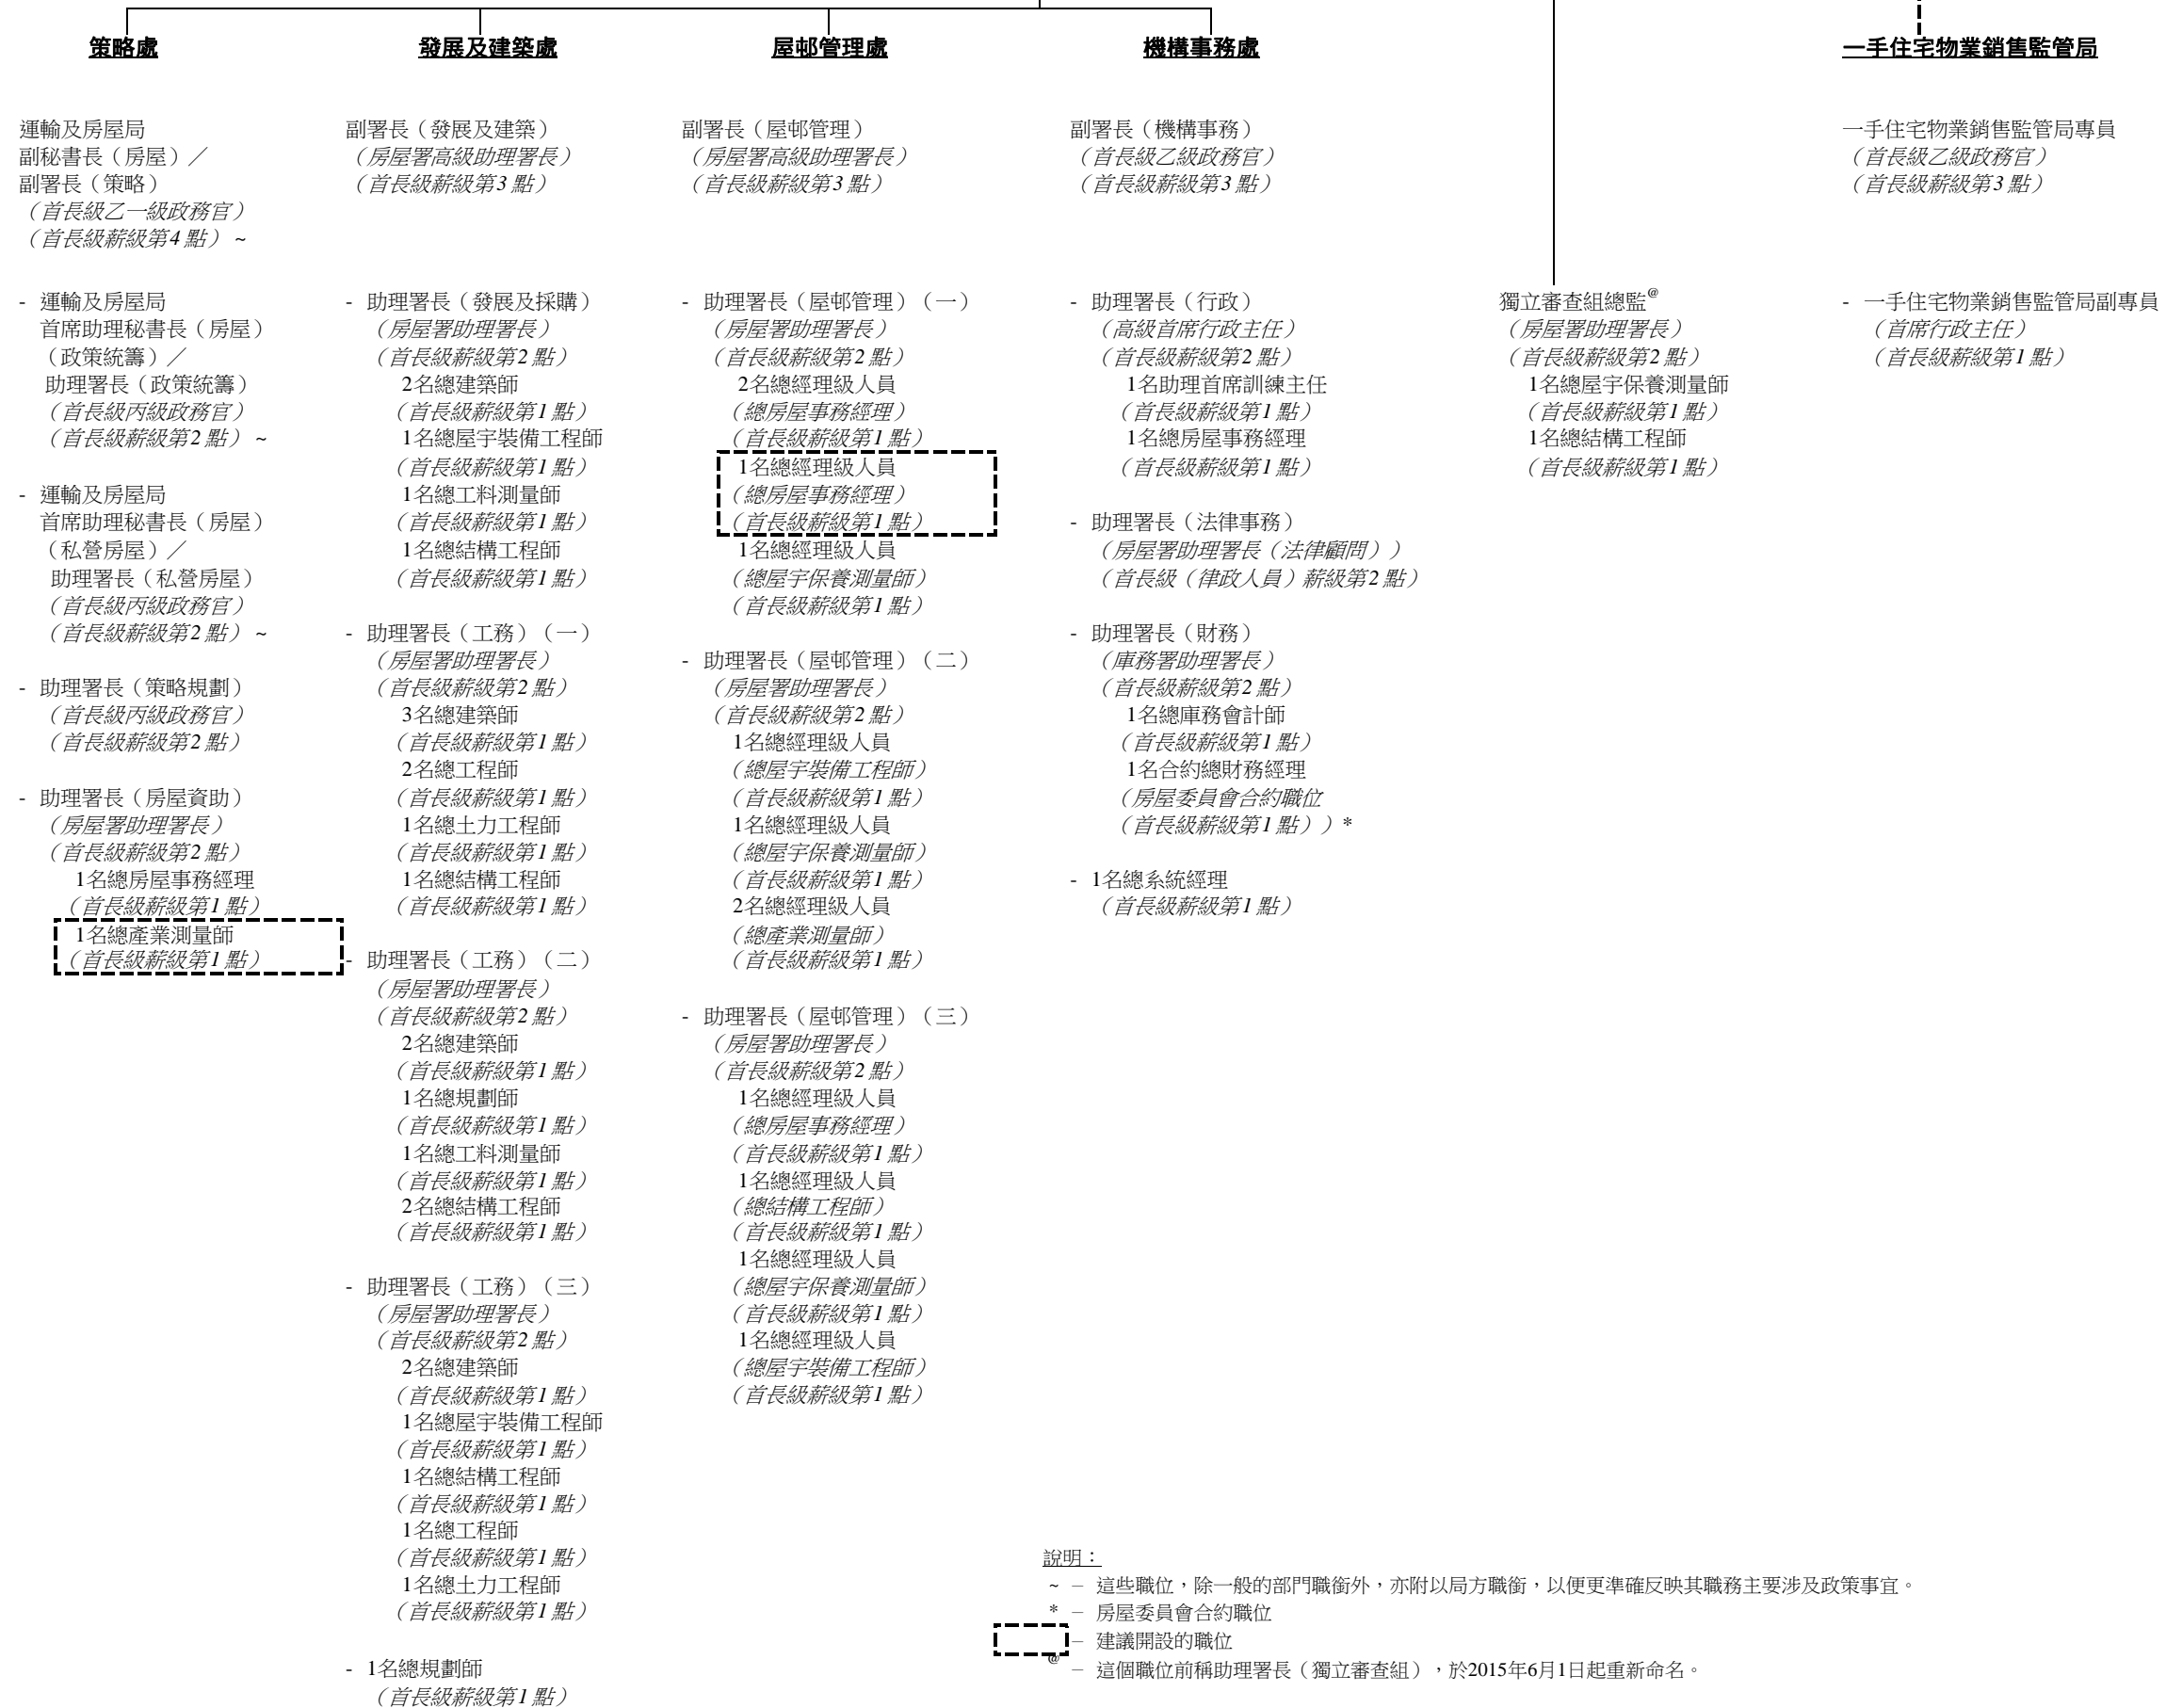 策略處
運輸及房屋局
副秘書長（房屋）／
副署長（策略）
（首長級乙一級政務官）
（首長級薪級第4 點）~
- 運輸及房屋局
首席助理秘書長（房屋）
（政策統籌）／
助理署長（政策統籌）
（首長級丙級政務官）
（首長級薪級第2 點）~
- 運輸及房屋局
首席助理秘書長（房屋）
（私營房屋）／
助理署長（私營房屋）
（首長級丙級政務官）
（首長級薪級第2 點）~
- 助理署長（策略規劃）
（首長級丙級政務官）
（首長級薪級第2 點）
- 助理署長（房屋資助）
（房屋署助理署長）
（首長級薪級第2 點）
1名總房屋事務經理
（首長級薪級第1 點）
1名總產業測量師
（首長級薪級第1 點）
發展及建築處
副署長（發展及建築）
（房屋署高級助理署長）
（首長級薪級第3 點）
- 助理署長（發展及採購）
（房屋署助理署長）
（首長級薪級第2 點）
2名總建築師
（首長級薪級第1 點）
1名總屋宇裝備工程師
（首長級薪級第1 點）
1名總工料測量師
（首長級薪級第1 點）
1名總結構工程師
（首長級薪級第1 點）
- 助理署長（工務）（一）
（房屋署助理署長）
（首長級薪級第2 點）
3名總建築師
（首長級薪級第1 點）
2名總工程師
（首長級薪級第1 點）
1名總土力工程師
（首長級薪級第1 點）
1名總結構工程師
（首長級薪級第1 點）
- 助理署長（工務）（二）
（房屋署助理署長）
（首長級薪級第2 點）
2名總建築師
（首長級薪級第1 點）
1名總規劃師
（首長級薪級第1 點）
1名總工料測量師
（首長級薪級第1 點）
2名總結構工程師
（首長級薪級第1 點）
- 助理署長（工務）（三）
（房屋署助理署長）
（首長級薪級第2 點）
2名總建築師
（首長級薪級第1 點）
1名總屋宇裝備工程師
（首長級薪級第1 點）
1名總結構工程師
（首長級薪級第1 點）
1名總工程師
（首長級薪級第1 點）
1名總土力工程師
（首長級薪級第1 點）
- 1名總規劃師
（首長級薪級第1 點）
屋邨管理處
副署長（屋邨管理）
（房屋署高級助理署長）
（首長級薪級第3 點）
- 助理署長（屋邨管理）（一）
（房屋署助理署長）
（首長級薪級第2 點）
2名總經理級人員
（總房屋事務經理）
（首長級薪級第1 點）
1名總經理級人員
（總房屋事務經理）
（首長級薪級第1 點）
1名總經理級人員
（總屋宇保養測量師）
（首長級薪級第1 點）
- 助理署長（屋邨管理）（二）
（房屋署助理署長）
（首長級薪級第2 點）
1名總經理級人員
（總屋宇裝備工程師）
（首長級薪級第1 點）
1名總經理級人員
（總屋宇保養測量師）
（首長級薪級第1 點）
2名總經理級人員
（總產業測量師）
（首長級薪級第1 點）
- 助理署長（屋邨管理）（三）
（房屋署助理署長）
（首長級薪級第2 點）
1名總經理級人員
（總房屋事務經理）
（首長級薪級第1 點）
1名總經理級人員
（總結構工程師）
（首長級薪級第1 點）
1名總經理級人員
（總屋宇保養測量師）
（首長級薪級第1 點）
1名總經理級人員
（總屋宇裝備工程師）
（首長級薪級第1 點）
機構事務處
副署長（機構事務）
（首長級乙級政務官）
（首長級薪級第3 點）
- 助理署長（行政）
（高級首席行政主任）
（首長級薪級第2 點）
1名助理首席訓練主任
（首長級薪級第1 點）
1名總房屋事務經理
（首長級薪級第1 點）
- 助理署長（法律事務）
（房屋署助理署長（法律顧問））
（首長級（律政人員）薪級第2 點）
- 助理署長（財務）
（庫務署助理署長）
（首長級薪級第2 點）
1名總庫務會計師
（首長級薪級第1 點）
1名合約總財務經理
（房屋委員會合約職位
（首長級薪級第1 點））*
- 1名總系統經理
（首長級薪級第1 點）
獨立審查組總監@
（房屋署助理署長）
（首長級薪級第2 點）
1名總屋宇保養測量師
（首長級薪級第1 點）
1名總結構工程師
（首長級薪級第1 點）
一手住宅物業銷售監管局
一手住宅物業銷售監管局專員
（首長級乙級政務官）
（首長級薪級第3 點）
- 一手住宅物業銷售監管局副專員
（首席行政主任）
（首長級薪級第1 點）
說明：
~ – 這些職位，除一般的部門職銜外，亦附以局方職銜，以便更準確反映其職務主要涉及政策事宜。
* – 房屋委員會合約職位
– 建議開設的職位
@ – 這個職位前稱助理署長（獨立審查組），於2015年6月1日起重新命名。